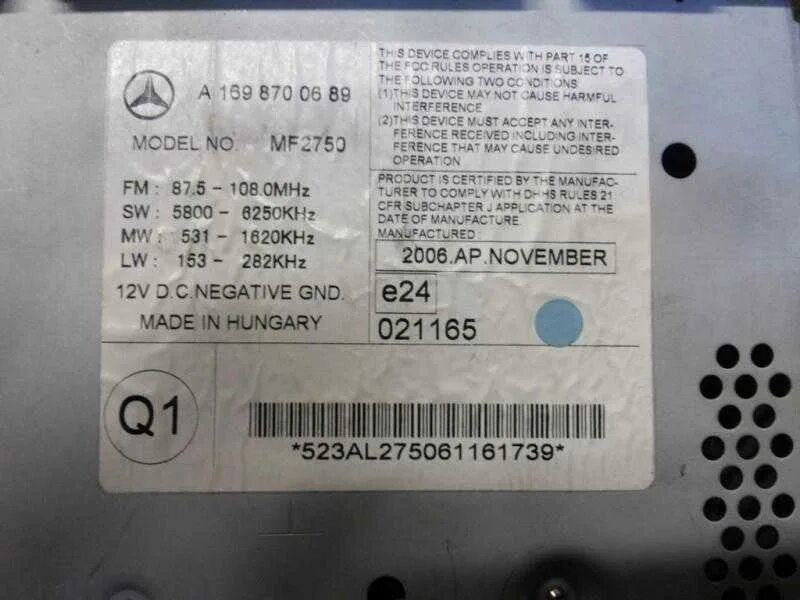 A 169 870 06 89
MODEL NO. MF2750
FM : 87.5 - 108.0MHz
SW : 5800 - 6250KHz
MW : 531 - 1620KHz
LW : 153 - 282KHz
12V D.C.NEGATIVE GND.
MADE IN HUNGARY
THIS DEVICE COMPLIES WITH PART 15 OF
THE FCC RULES OPERATION IS SUBJECT TO
THE FOLLOWING TWO CONDITIONS
(1)THIS DEVICE MAY NOT CAUSE HARMFUL
INTERFERENCE
(2)THIS DEVICE MUST ACCEPT ANY INTER-
FERENCE RECEIVED INCLUDING INTER-
FERENCE THAT MAY CAUSE UNDESIRED
OPERATION
PRODUCT IS CERTIFIED BY THE MANUFAC-
TURER TO COMPLY WITH DHHS RULES 21
CFR SUBCHAPTER J APPLICATION AT THE
DATE OF MANUFACTURE.
MANUFACTURED :
2006.AP.NOVEMBER
e24
021165
Q1
*523AL275061161739*